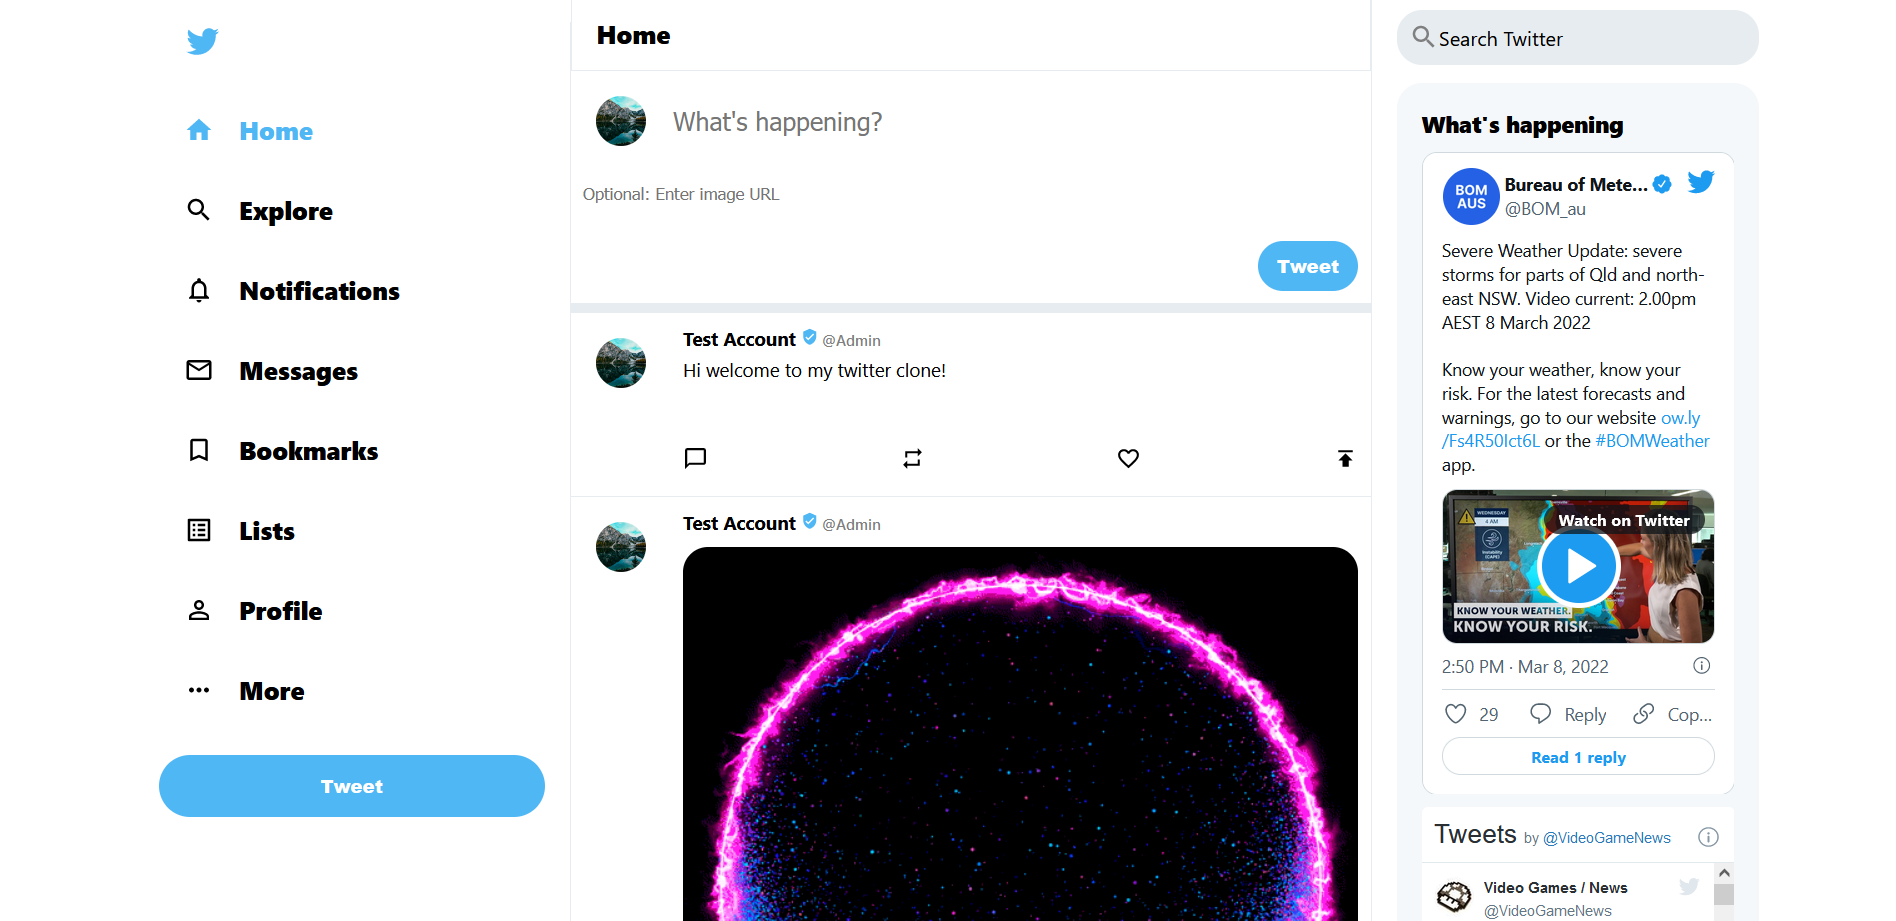 Home
Explore
Notifications
Messages
Bookmarks
Lists
Profile
More
Tweet
Home
What's happening?
Optional: Enter image URL
Tweet
Test Account @Admin
Hi welcome to my twitter clone!
Test Account @Admin
Search Twitter
What's happening
BOM
AUS
Bureau of Mete...
@BOM_au
Severe Weather Update: severe
storms for parts of Qld and north-
east NSW. Video current: 2.00pm
AEST 8 March 2022
Know your weather, know your
risk. For the latest forecasts and
warnings, go to our website ow.ly
/Fs4R50Ict6L or the #BOMWeather
app.
WEDNESDAY
4 AM
Instability
(CAPE)
Watch on Twitter
KNOW YOUR WEATHER.
KNOW YOUR RISK.
2:50 PM · Mar 8, 2022
29 Reply Cop...
Read 1 reply
Tweets by @VideoGameNews
Video Games / News
@VideoGameNews